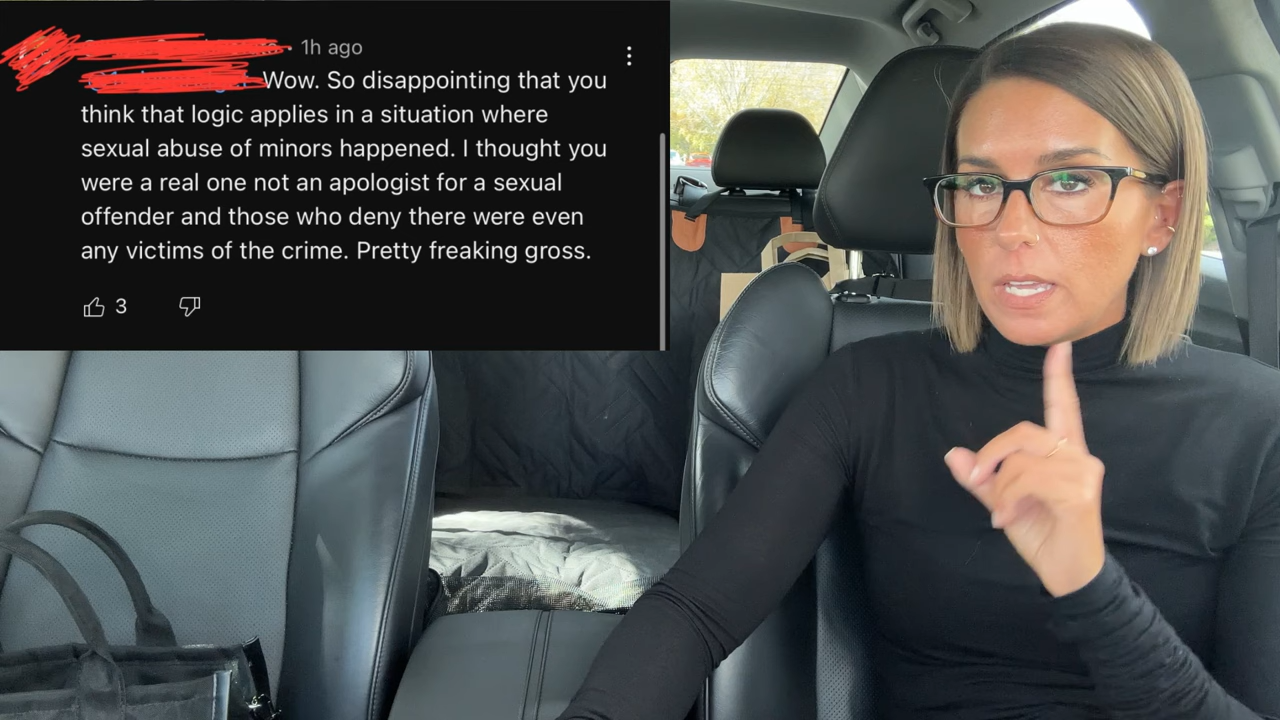 1h ago
Wow. So disappointing that you
think that logic applies in a situation where
sexual abuse of minors happened. I thought you
were a real one not an apologist for a sexual
offender and those who deny there were even
any victims of the crime. Pretty freaking gross.
3